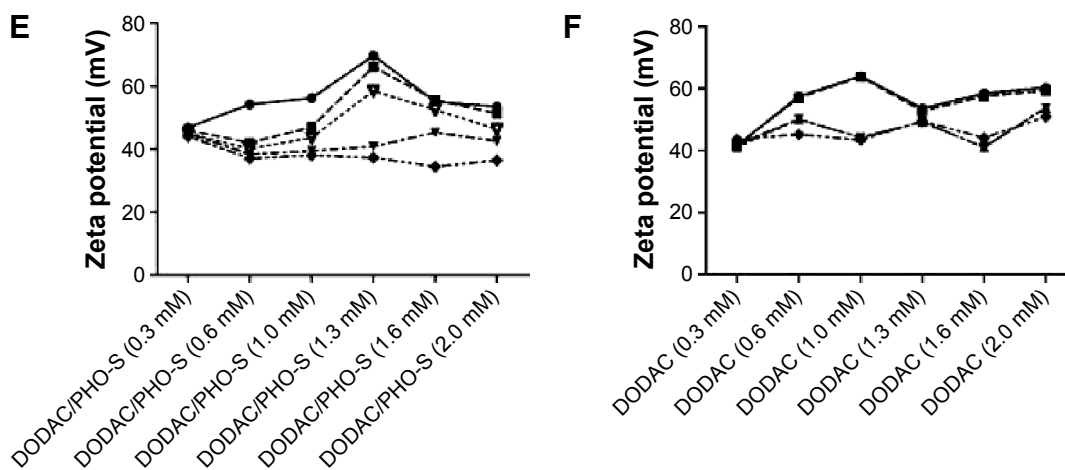 E
Zeta potential (mV)
80
60
40
20
0
DODAC/PHO-S (0.3 mM)
DODAC/PHO-S (0.6 mM)
DODAC/PHO-S (1.0 mM)
DODAC/PHO-S (1.3 mM)
DODAC/PHO-S (1.6 mM)
DODAC/PHO-S (2.0 mM)
F
Zeta potential (mV)
80
60
40
20
0
DODAC (0.3 mM)
DODAC (0.6 mM)
DODAC (1.0 mM)
DODAC (1.3 mM)
DODAC (1.6 mM)
DODAC (2.0 mM)